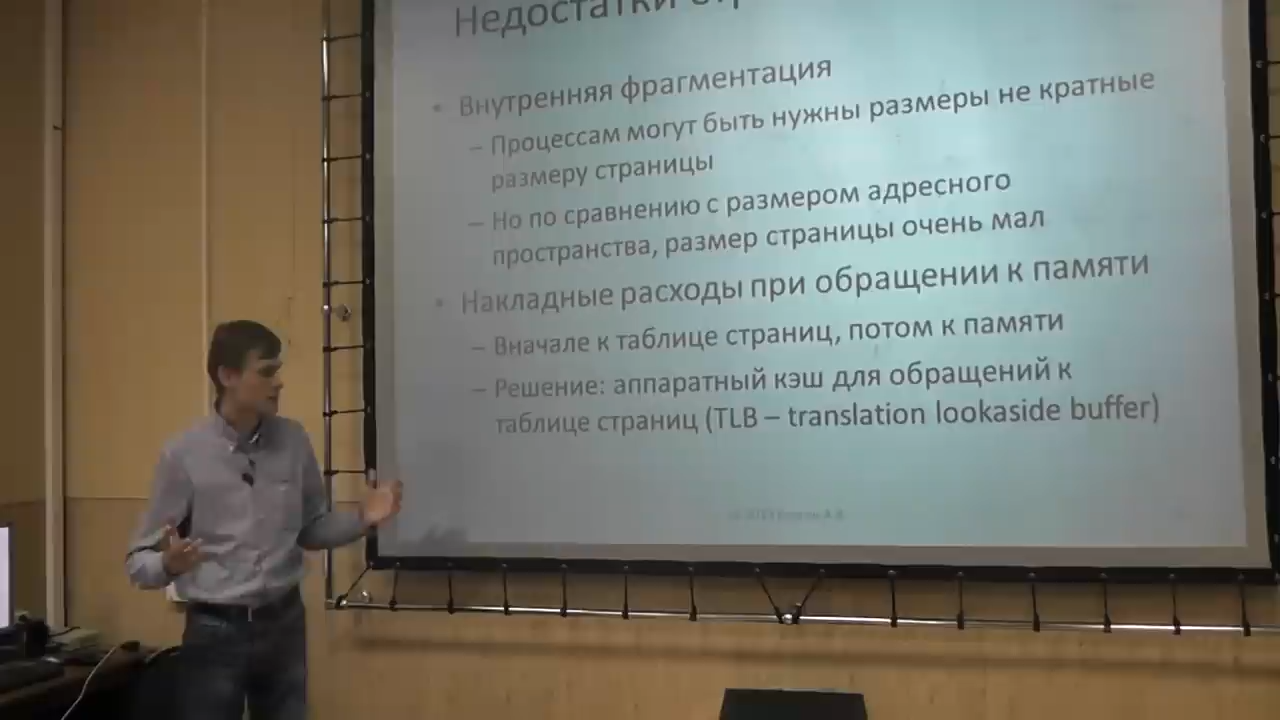 Недостатки
• Внутренняя фрагментация
– Процессам могут быть нужны размеры не кратные
размеру страницы
– Но по сравнению с размером адресного
пространства, размер страницы очень мал
• Накладные расходы при обращении к памяти
– Вначале к таблице страниц, потом к памяти
– Решение: аппаратный кэш для обращений к
таблице страниц (TLB – translation lookaside buffer)